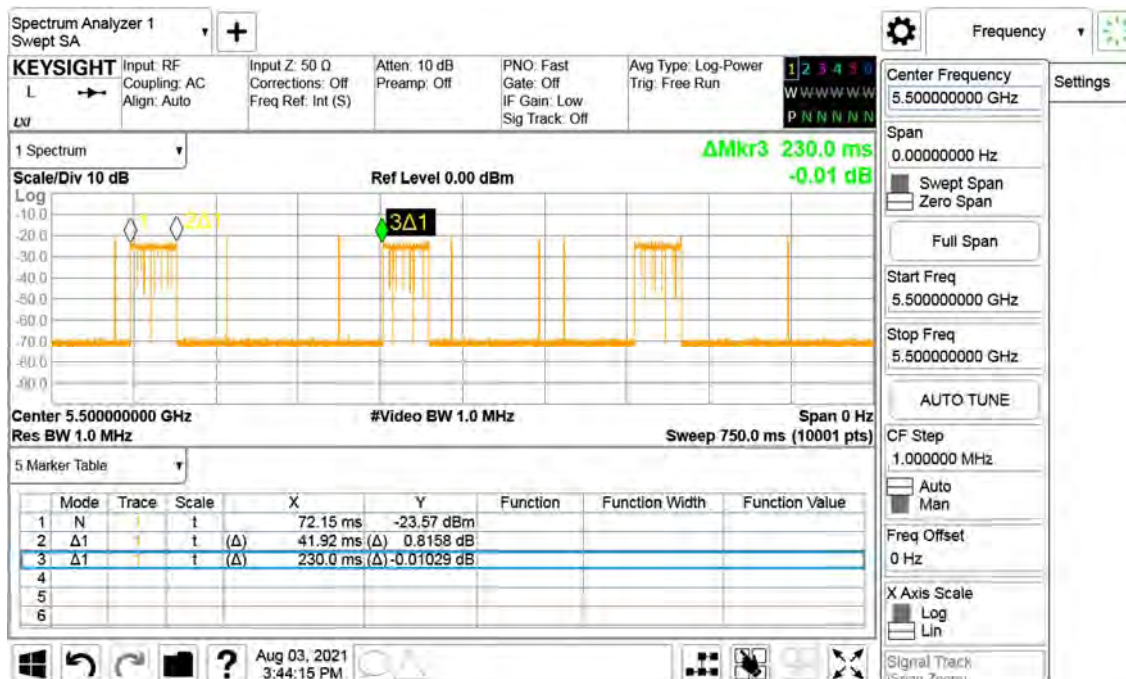 Spectrum Analyzer 1
Swept SA
Frequency
KEYSIGHT
L
LXI
Input: RF
Coupling: AC
Align: Auto
Input Z: 50 Ω
Corrections: Off
Freq Ref: Int (S)
Atten: 10 dB
Preamp: Off
PNO: Fast
Gate: Off
IF Gain: Low
Sig Track: Off
Avg Type: Log-Power
Trig: Free Run
1 2 3 4 5 6
W W W W W W
P N N N N N
1 Spectrum
ΔMkr3 230.0 ms
-0.01 dB
Scale/Div 10 dB
Ref Level 0.00 dBm
Log
-10.0
-20.0
-30.0
-40.0
-50.0
-60.0
-70.0
-80.0
-90.0
1
2Δ1
3Δ1
Center 5.500000000 GHz
#Video BW 1.0 MHz
Span 0 Hz
Res BW 1.0 MHz
Sweep 750.0 ms (10001 pts)
5 Marker Table
Mode Trace Scale X Y Function Function Width Function Value
1 N 1 t 72.15 ms -23.57 dBm
2 Δ1 1 t (Δ) 41.92 ms (Δ) 0.8158 dB
3 Δ1 1 t (Δ) 230.0 ms (Δ) -0.01029 dB
4
5
6
?
Aug 03, 2021
3:44:15 PM
Center Frequency
5.500000000 GHz
Settings
Span
0.00000000 Hz
Swept Span
Zero Span
Full Span
Start Freq
5.500000000 GHz
Stop Freq
5.500000000 GHz
AUTO TUNE
CF Step
1.000000 MHz
Auto
Man
Freq Offset
0 Hz
X Axis Scale
Log
Lin
Signal Track